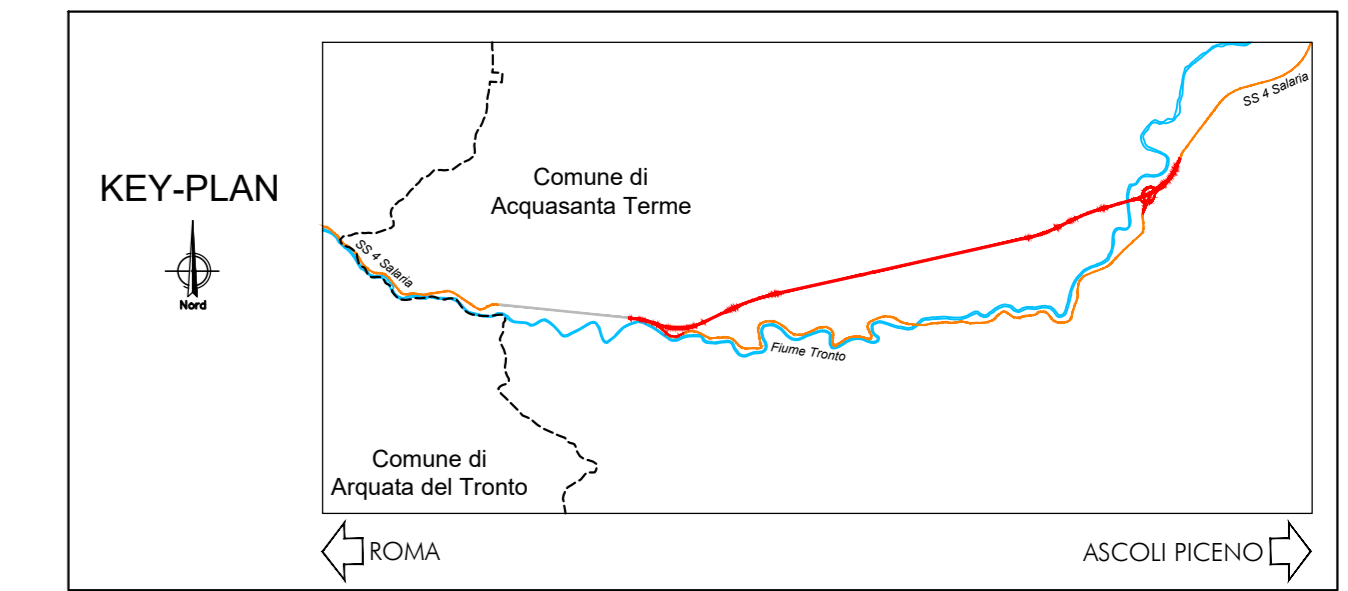 KEY-PLAN
Nord
Comune di
Acquasanta Terme
SS 4 Salaria
SS 4 Salaria
Fiume Tronto
Comune di
Arquata del Tronto
ROMA
ASCOLI PICENO